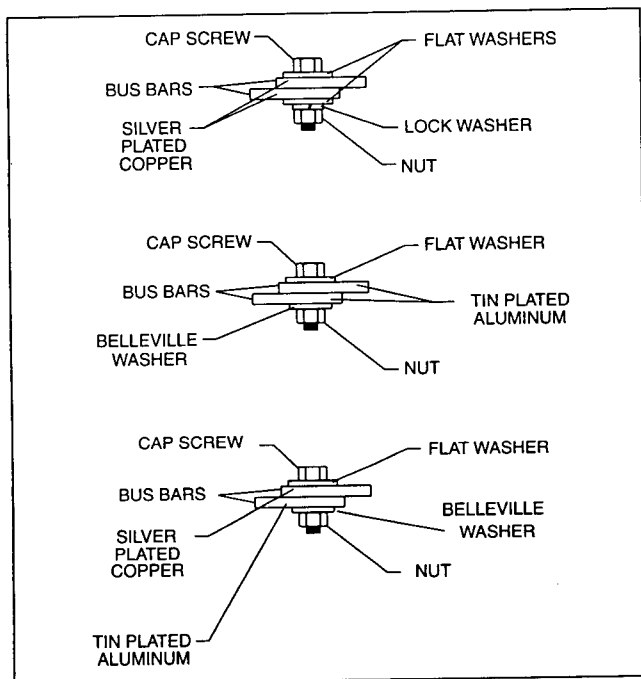 CAP SCREW
FLAT WASHERS
BUS BARS
SILVER
PLATED
COPPER
LOCK WASHER
NUT
CAP SCREW
FLAT WASHER
BUS BARS
TIN PLATED
ALUMINUM
BELLEVILLE
WASHER
NUT
CAP SCREW
FLAT WASHER
BUS BARS
BELLEVILLE
WASHER
SILVER
PLATED
COPPER
NUT
TIN PLATED
ALUMINUM